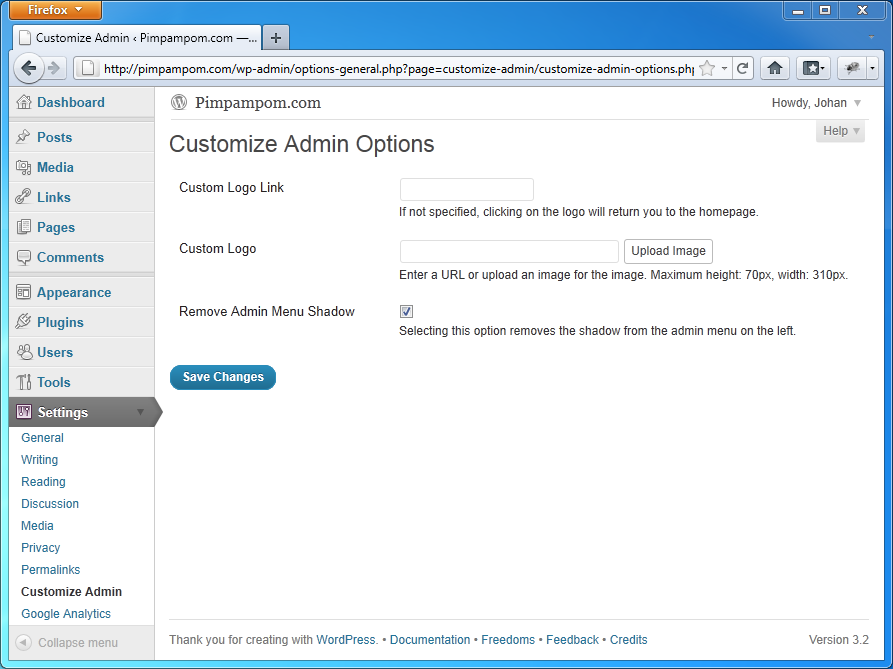 Firefox
Customize Admin ‹ Pimpampom.com —...
http://pimpampom.com/wp-admin/options-general.php?page=customize-admin/customize-admin-options.php
Dashboard
Posts
Media
Links
Pages
Comments
Appearance
Plugins
Users
Tools
Settings
General
Writing
Reading
Discussion
Media
Privacy
Permalinks
Customize Admin
Google Analytics
Collapse menu
Pimpampom.com
Howdy, Johan
Help
Customize Admin Options
Custom Logo Link
If not specified, clicking on the logo will return you to the homepage.
Custom Logo
Upload Image
Enter a URL or upload an image for the image. Maximum height: 70px, width: 310px.
Remove Admin Menu Shadow
Selecting this option removes the shadow from the admin menu on the left.
Save Changes
Thank you for creating with WordPress. • Documentation • Freedoms • Feedback • Credits
Version 3.2